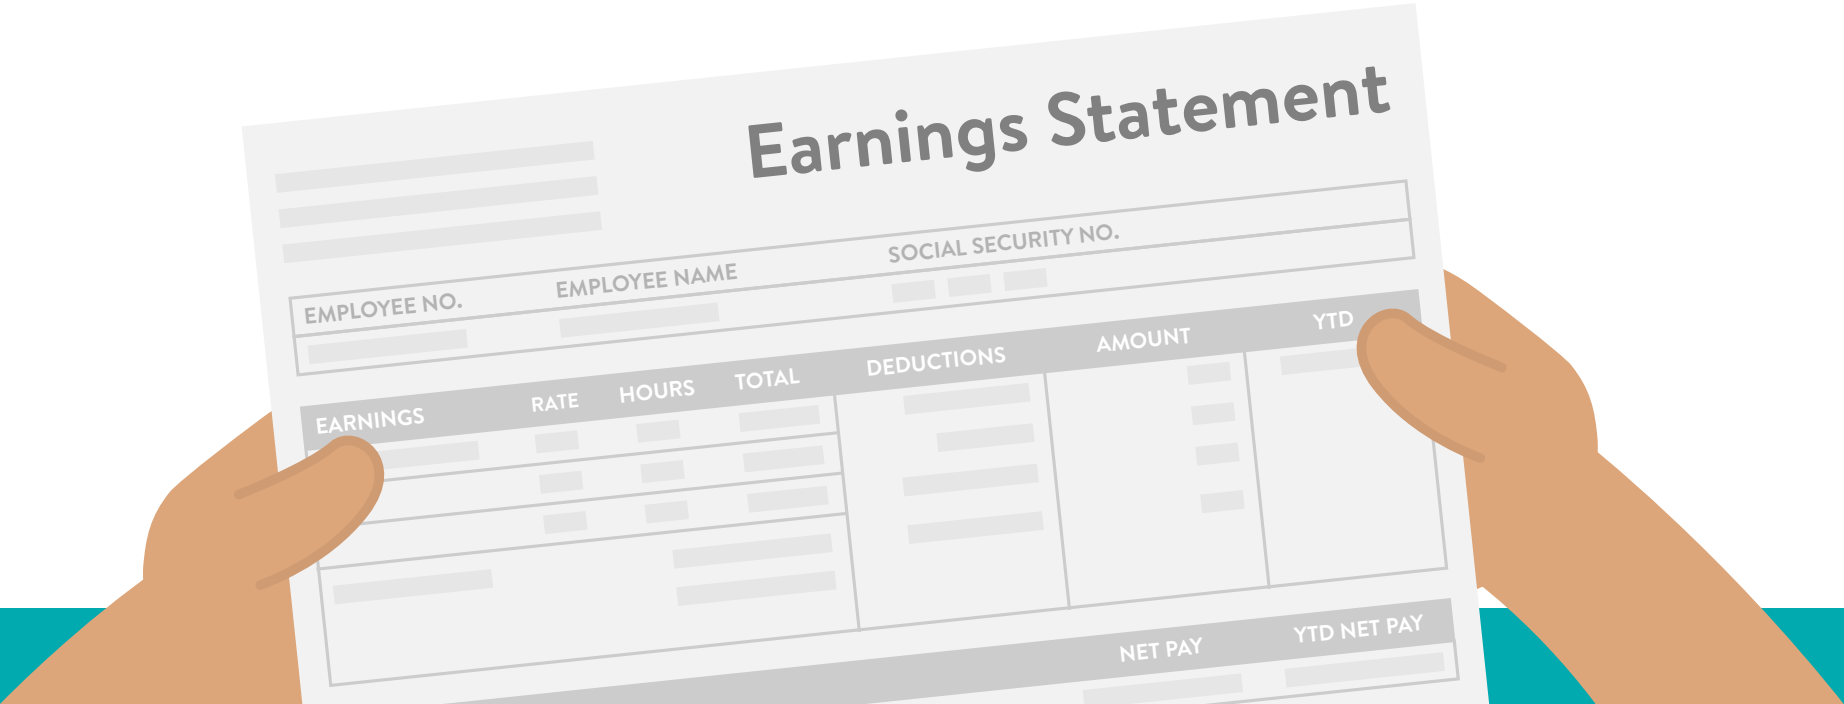 Earnings Statement
EMPLOYEE NO. EMPLOYEE NAME SOCIAL SECURITY NO.
EARNINGS RATE HOURS TOTAL DEDUCTIONS AMOUNT YTD
NET PAY YTD NET PAY